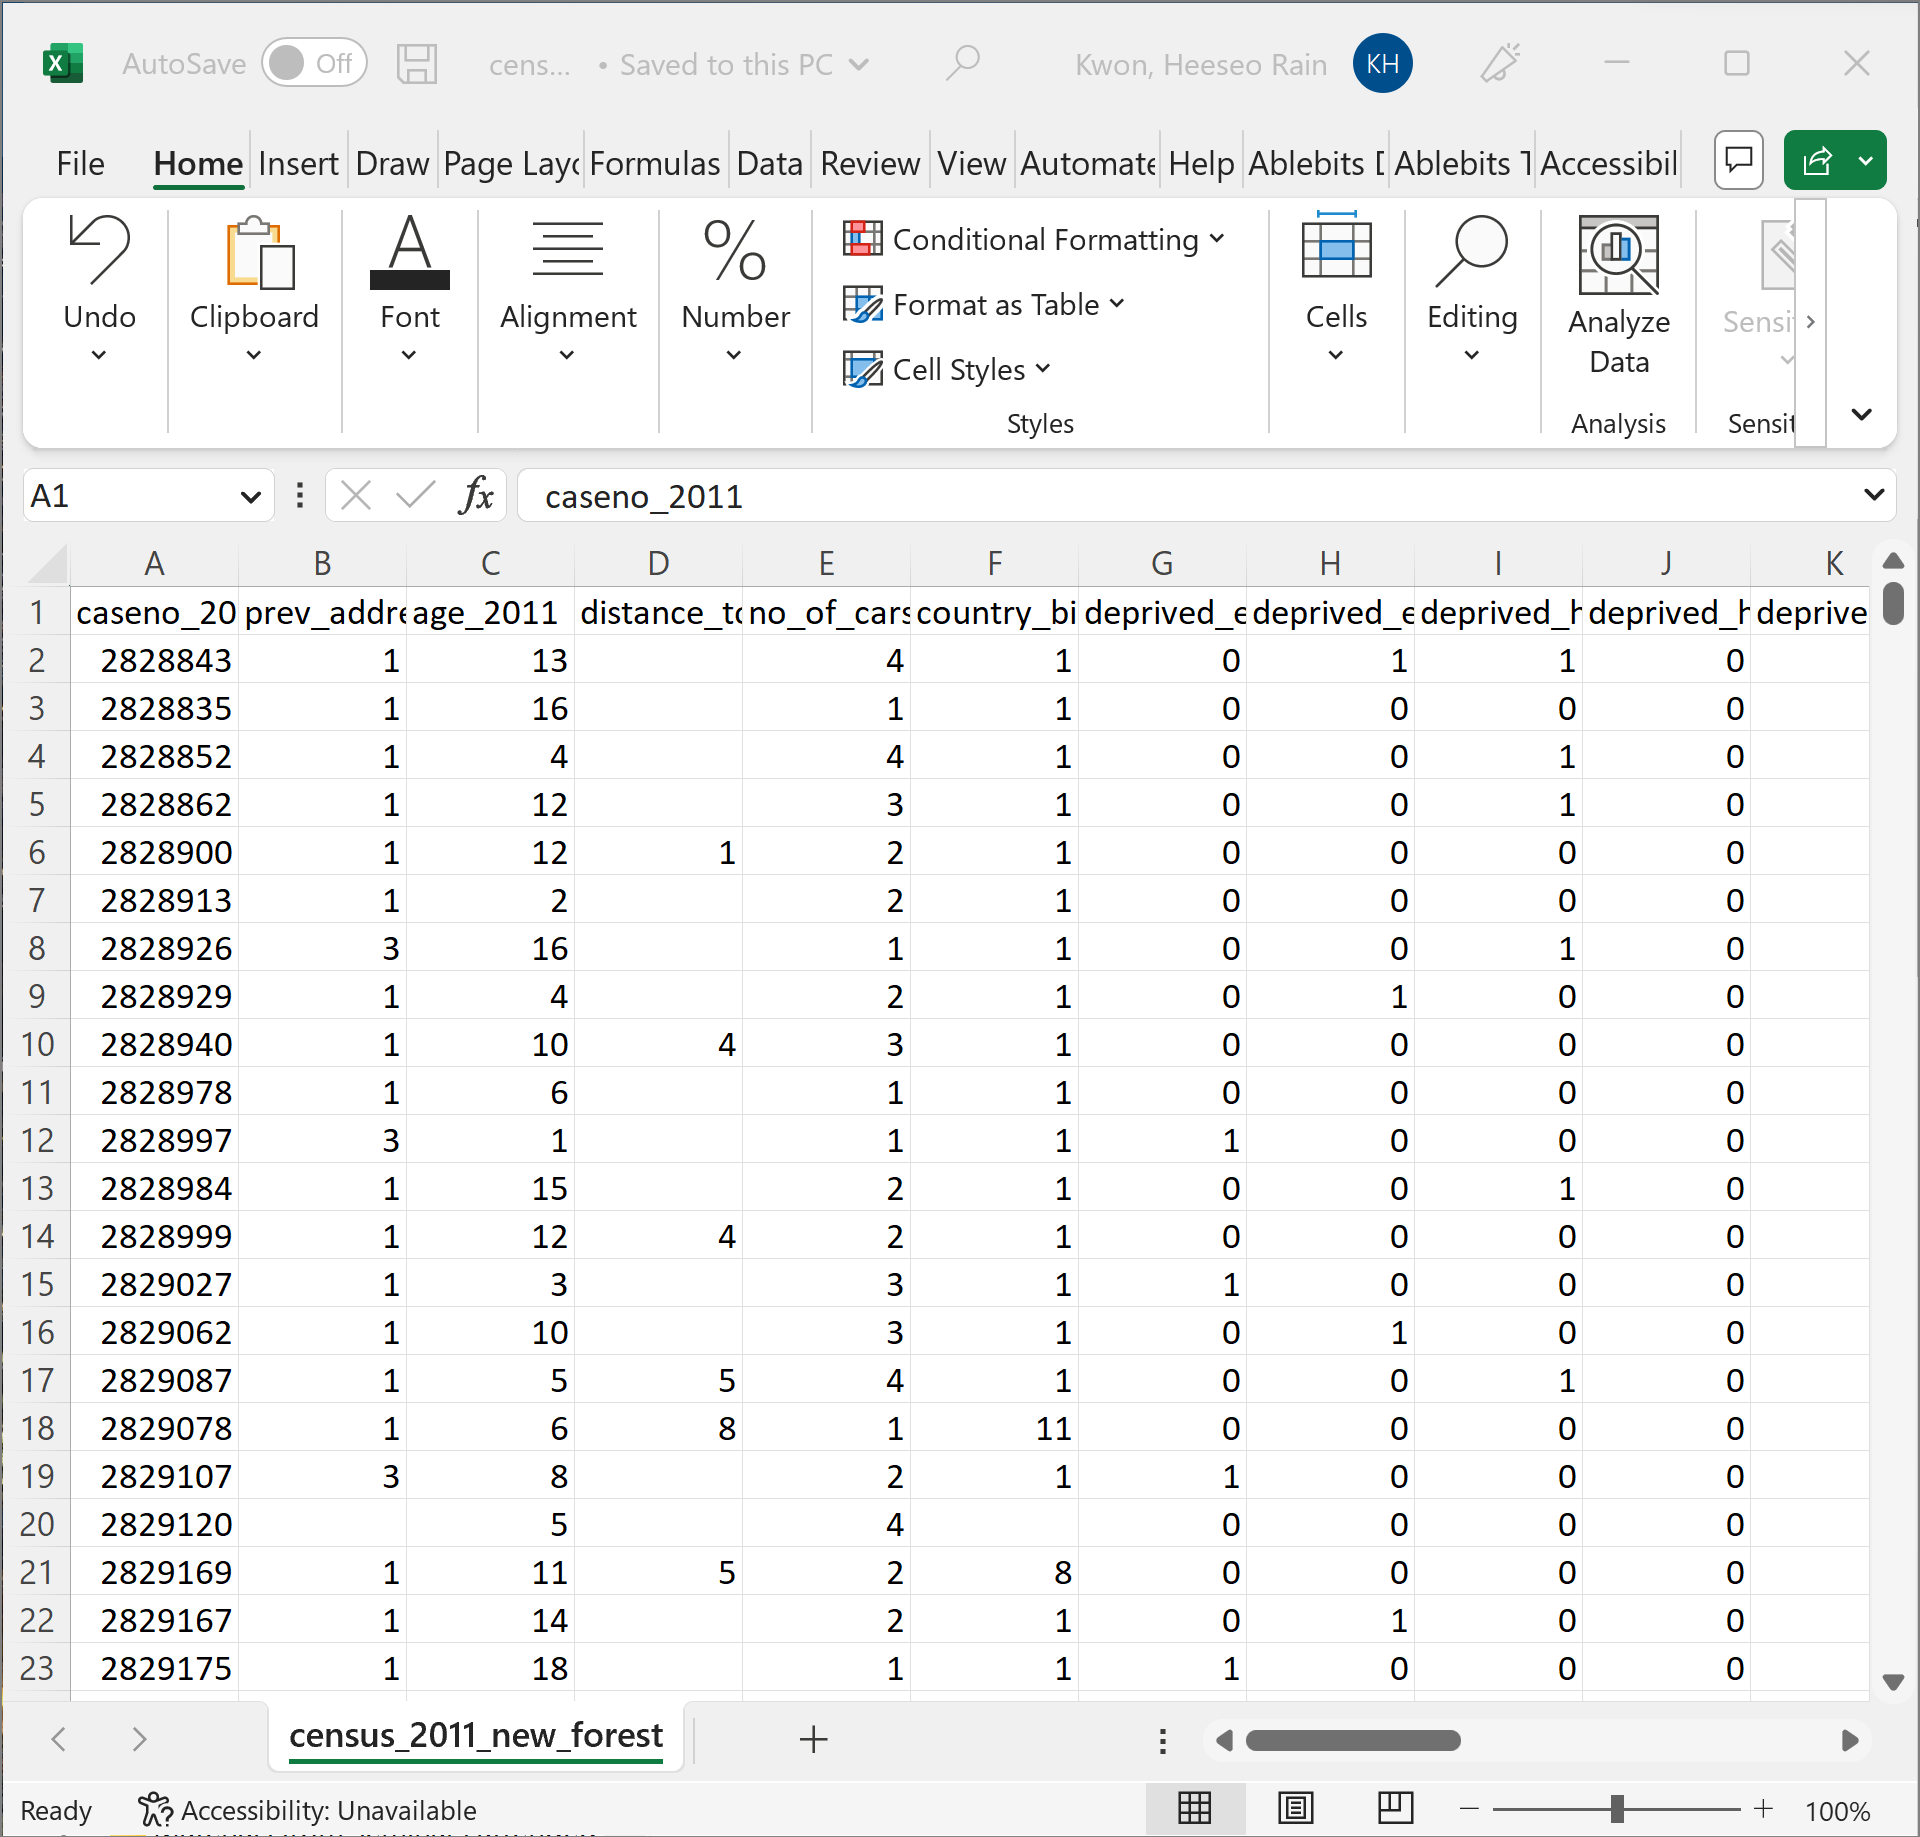 AutoSave Off cens... • Saved to this PC Kwon, Heeseo Rain KH
File Home Insert Draw Page Layo Formulas Data Review View Automate Help Ablebits D Ablebits T Accessibil
Undo Clipboard Font Alignment Number Conditional Formatting Format as Table Cell Styles Cells Editing Analyze Data Sensi
Styles Analysis Sensit
A1 fx caseno_2011
A B C D E F G H I J K
1 caseno_20 prev_addre age_2011 distance_to no_of_cars country_bi deprived_e deprived_e deprived_h deprived_h deprive
2 2828843 1 13 4 1 0 1 1 0
3 2828835 1 16 1 1 0 0 0 0
4 2828852 1 4 4 1 0 0 1 0
5 2828862 1 12 3 1 0 0 1 0
6 2828900 1 12 1 2 1 0 0 0 0
7 2828913 1 2 2 1 0 0 0 0
8 2828926 3 16 1 1 0 0 1 0
9 2828929 1 4 2 1 0 1 0 0
10 2828940 1 10 4 3 1 0 0 0 0
11 2828978 1 6 1 1 0 0 0 0
12 2828997 3 1 1 1 1 0 0 0
13 2828984 1 15 2 1 0 0 1 0
14 2828999 1 12 4 2 1 0 0 0 0
15 2829027 1 3 3 1 1 0 0 0
16 2829062 1 10 3 1 0 1 0 0
17 2829087 1 5 5 4 1 0 0 1 0
18 2829078 1 6 8 1 11 0 0 0 0
19 2829107 3 8 2 1 1 0 0 0
20 2829120 5 4 0 0 0 0
21 2829169 1 11 5 2 8 0 0 0 0
22 2829167 1 14 2 1 0 1 0 0
23 2829175 1 18 1 1 1 0 0 0
census_2011_new_forest
Ready Accessibility: Unavailable 100%